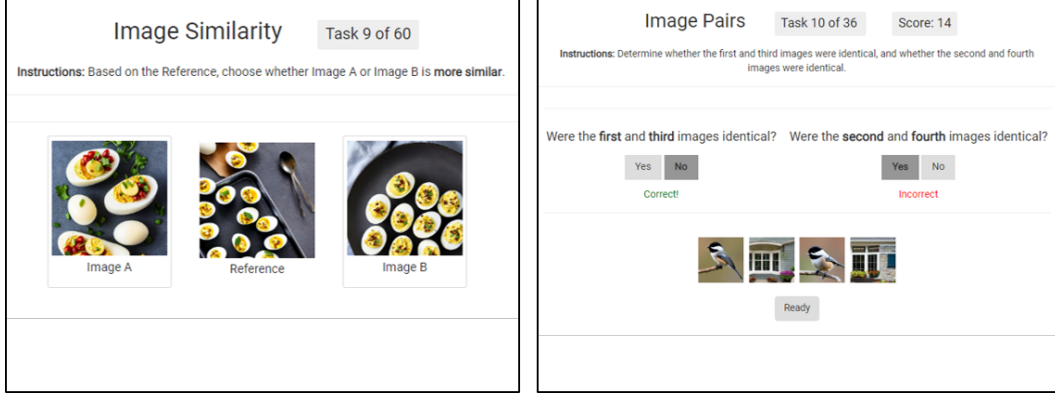 Image Similarity
Task 9 of 60
Instructions: Based on the Reference, choose whether Image A or Image B is more similar.
Image A
Reference
Image B
Image Pairs
Task 10 of 36
Score: 14
Instructions: Determine whether the first and third images were identical, and whether the second and fourth
images were identical.
Were the first and third images identical?
Yes
No
Correct!
Were the second and fourth images identical?
Yes
No
Incorrect
Ready